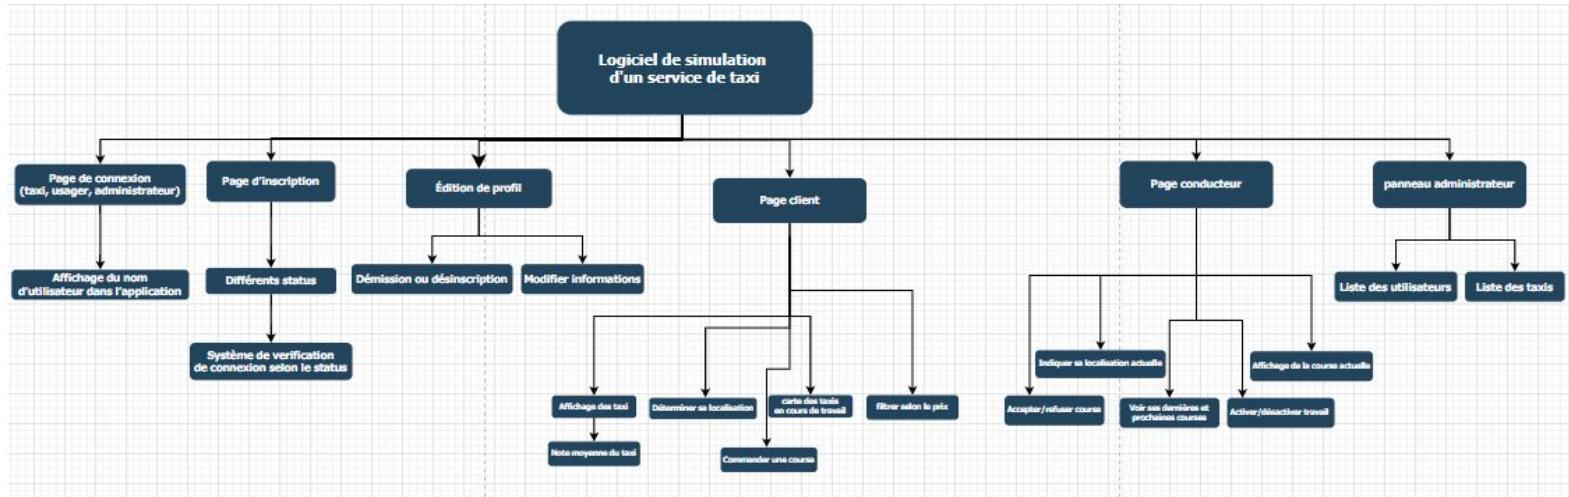 Logiciel de simulation
d'un service de taxi
Page de connexion
(taxi, usager, administrateur)
Page d'inscription
Édition de profil
Page client
Page conducteur
panneau administrateur
Affichage du nom
d'utilisateur dans l'application
Différents status
Démission ou désinscription
Modifier informations
Liste des utilisateurs
Liste des taxis
Système de verification
de connexion selon le status
Indiquer sa localisation actuelle
Affichage de la course actuelle
Affichage des taxi
Déterminer sa localisation
carte des taxis
en cours de travail
filtrer selon le prix
Accepter/refuser course
Voir ses dernières et
prochaines courses
Activer/désactiver travail
Note moyenne du taxi
Commander une course